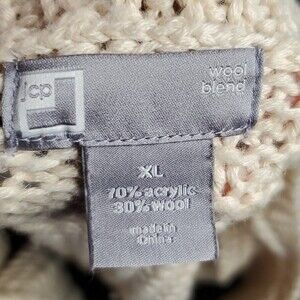 jcp
wool
blend
XL
70% acrylic
30% wool
made in
China